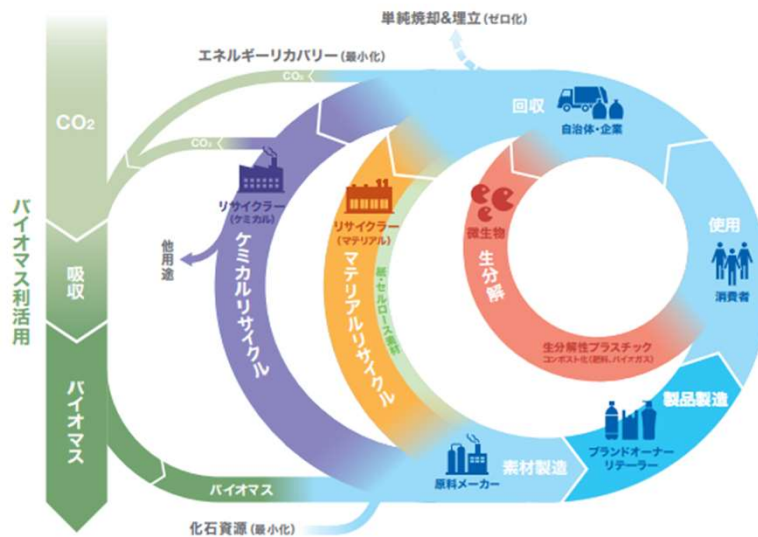 単純焼却&埋立(ゼロ化)
エネルギーリカバリー(最小化)
CO₂
CO₂
CO₂
回収
自治体・企業
バイオマス利活用
吸収
バイオマス
リサイクラー
(ケミカル)
ケミカルリサイクル
他用途
リサイクラー
(マテリアル)
マテリアルリサイクル
紙・セルロース素材
微生物
生分解
使用
消費者
生分解性プラスチック
コンポスト化(肥料、バイオガス)
製品製造
ブランドオーナー
リテーラー
素材製造
原料メーカー
バイオマス
化石資源(最小化)